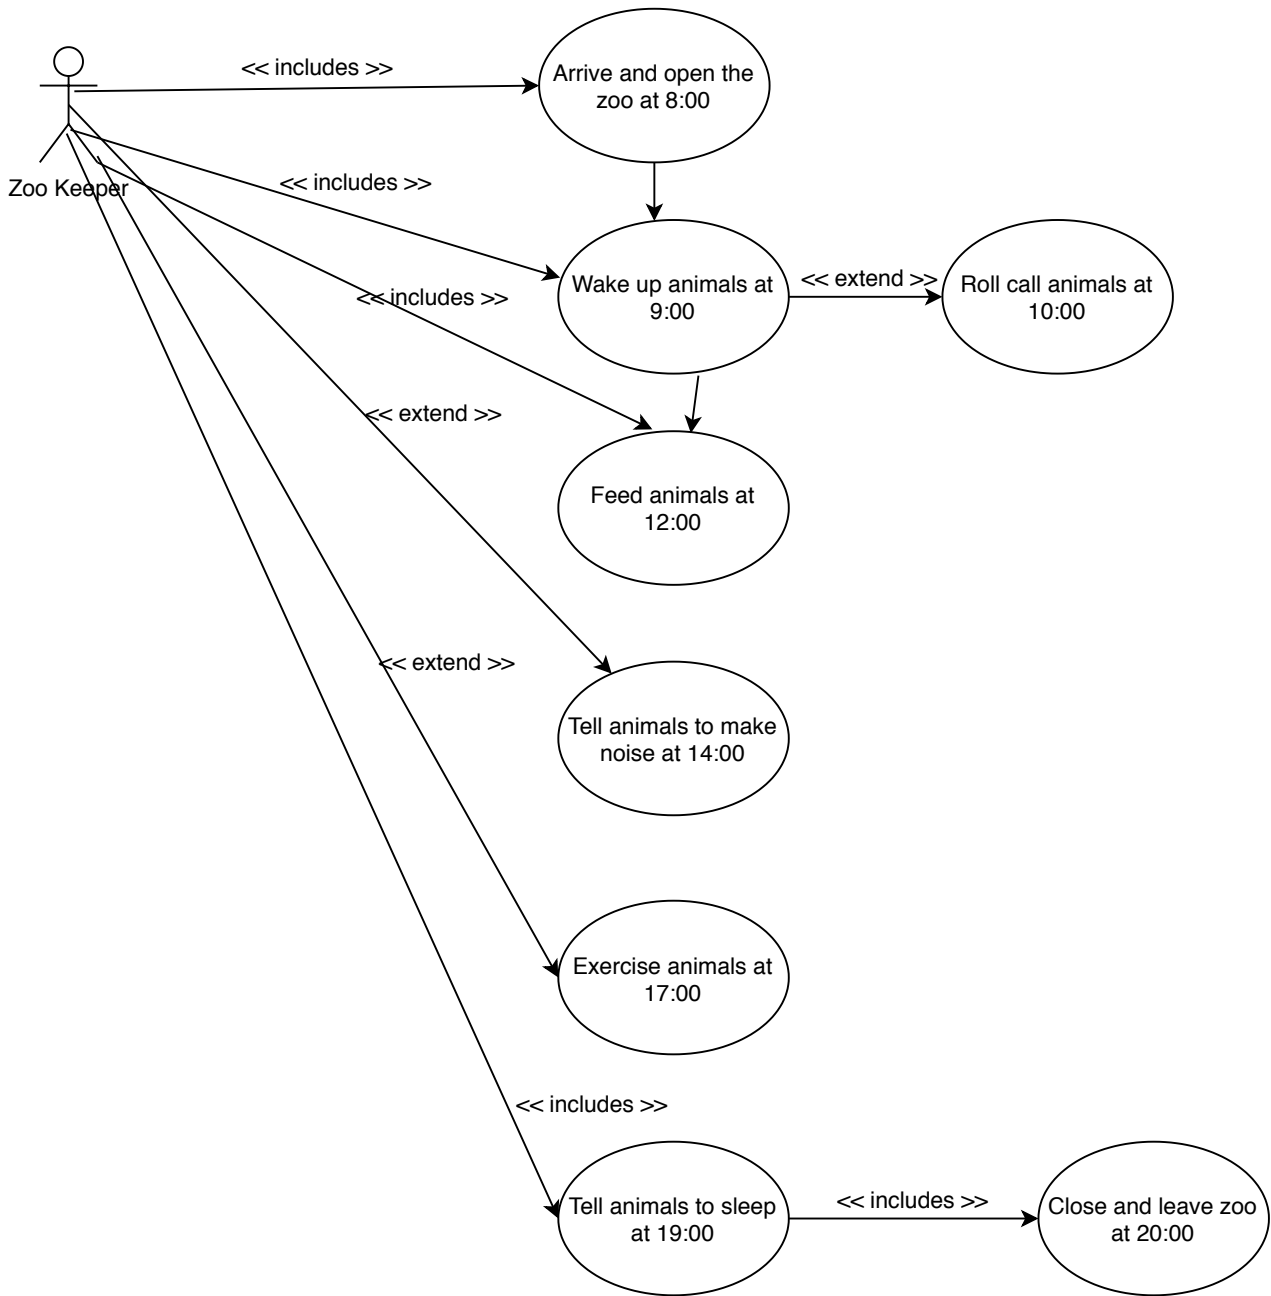 << includes >>
Arrive and open the
zoo at 8:00
Zoo Keeper
<< includes >>
Wake up animals at
9:00
<< extend >>
Roll call animals at
10:00
<< includes >>
<< extend >>
Feed animals at
12:00
<< extend >>
Tell animals to make
noise at 14:00
Exercise animals at
17:00
<< includes >>
Tell animals to sleep
at 19:00
<< includes >>
Close and leave zoo
at 20:00